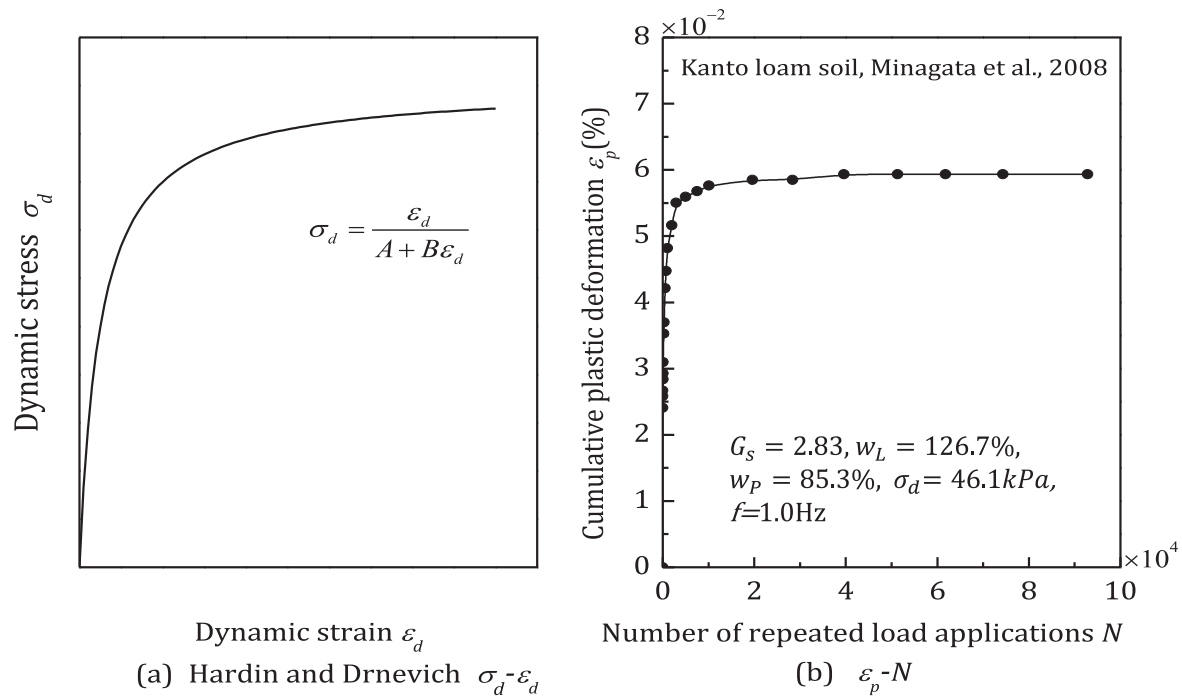 Dynamic stress σ_d
σ_d = ε_d / (A + Bε_d)
Dynamic strain ε_d
(a) Hardin and Drnevich σ_d-ε_d
×10⁻²
8
7
6
5
4
3
2
1
0
Cumulative plastic deformation ε_p(%)
Kanto loam soil, Minagata et al., 2008
G_s = 2.83, w_L = 126.7%,
w_P = 85.3%, σ_d = 46.1kPa,
f=1.0Hz
0 2 4 6 8 10
×10⁴
Number of repeated load applications N
(b) ε_p-N